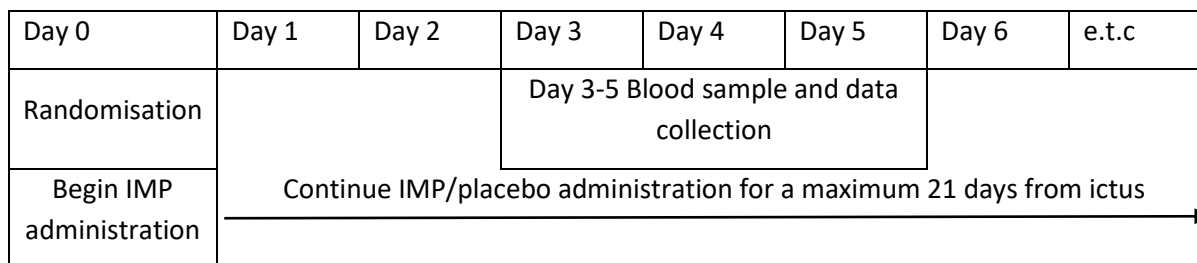 Day 0 Day 1 Day 2 Day 3 Day 4 Day 5 Day 6 e.t.c
Randomisation
Day 3-5 Blood sample and data
collection
Begin IMP
administration
Continue IMP/placebo administration for a maximum 21 days from ictus